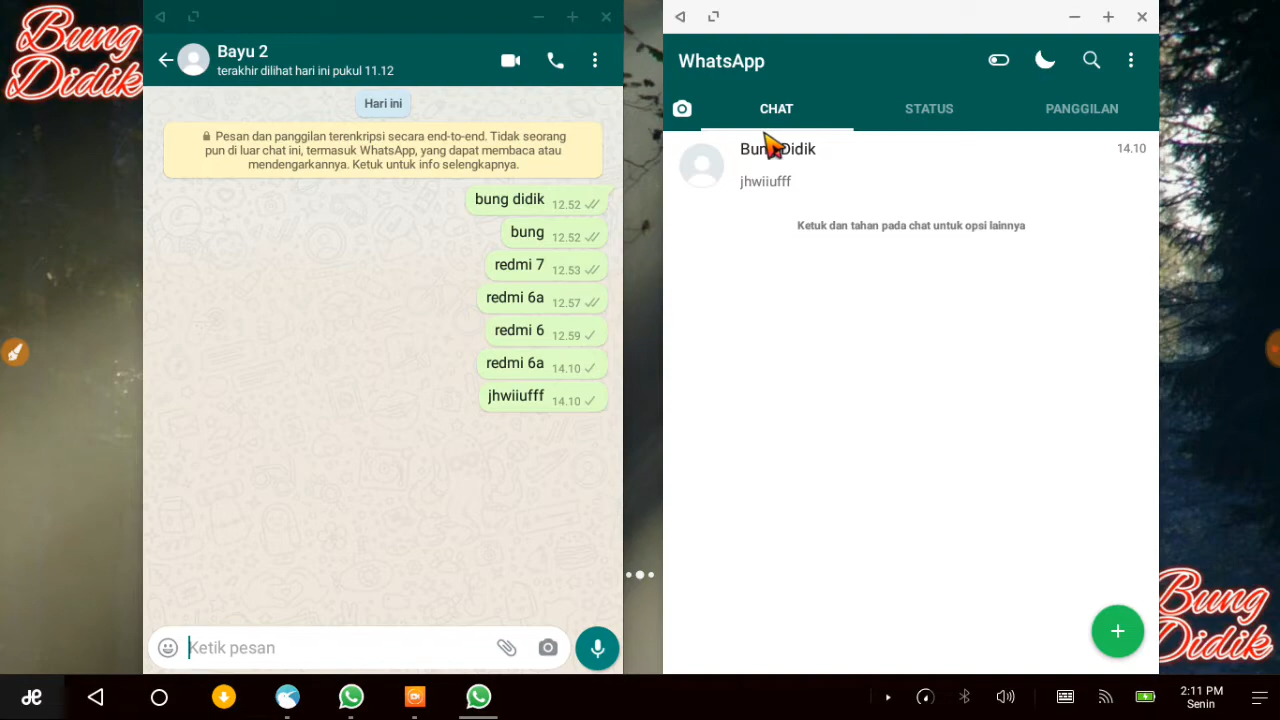 Bung
Didik
Bayu 2
terakhir dilihat hari ini pukul 11.12
Hari ini
Pesan dan panggilan terenkripsi secara end-to-end. Tidak seorang
pun di luar chat ini, termasuk WhatsApp, yang dapat membaca atau
mendengarkannya. Ketuk untuk info selengkapnya.
bung didik 12.52
bung 12.52
redmi 7 12.53
redmi 6a 12.57
redmi 6 12.59
redmi 6a 14.10
jhwiiufff 14.10
Ketik pesan
WhatsApp
CHAT STATUS PANGGILAN
Bung Didik 14.10
jhwiiufff
Ketuk dan tahan pada chat untuk opsi lainnya
Bung
Didik
2:11 PM
Senin